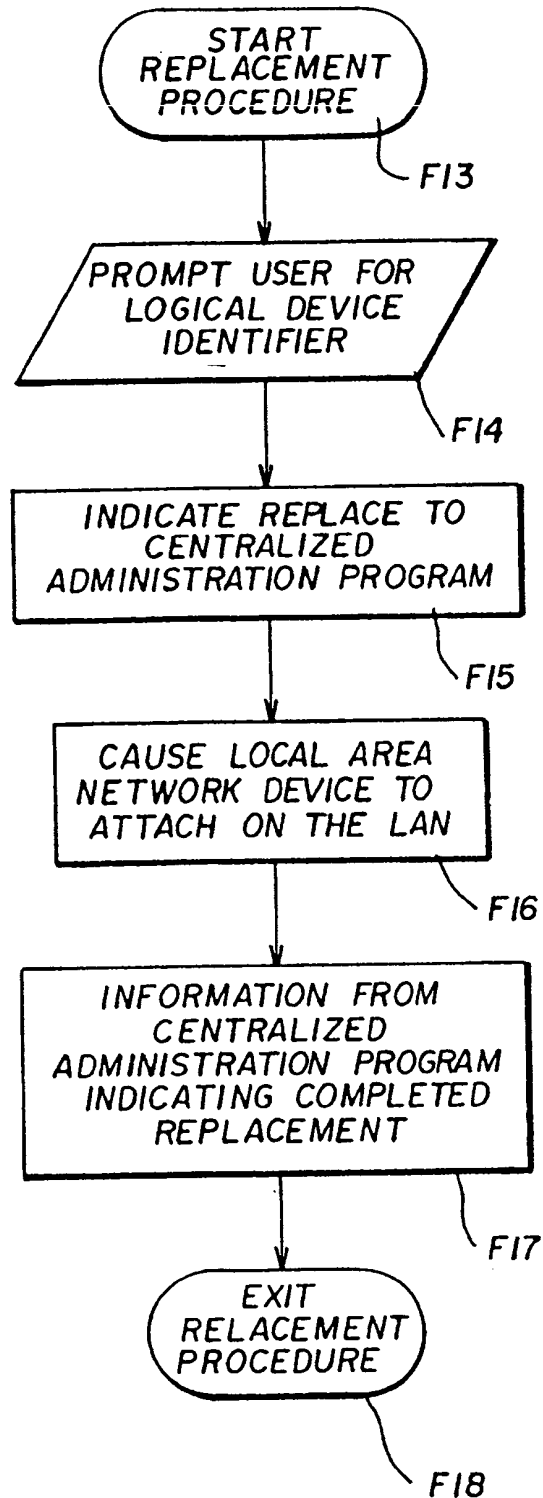 START
REPLACEMENT
PROCEDURE
F13
PROMPT USER FOR
LOGICAL DEVICE
IDENTIFIER
F14
INDICATE REPLACE TO
CENTRALIZED
ADMINISTRATION PROGRAM
F15
CAUSE LOCAL AREA
NETWORK DEVICE TO
ATTACH ON THE LAN
F16
INFORMATION FROM
CENTRALIZED
ADMINISTRATION PROGRAM
INDICATING COMPLETED
REPLACEMENT
F17
EXIT
RELACEMENT
PROCEDURE
F18